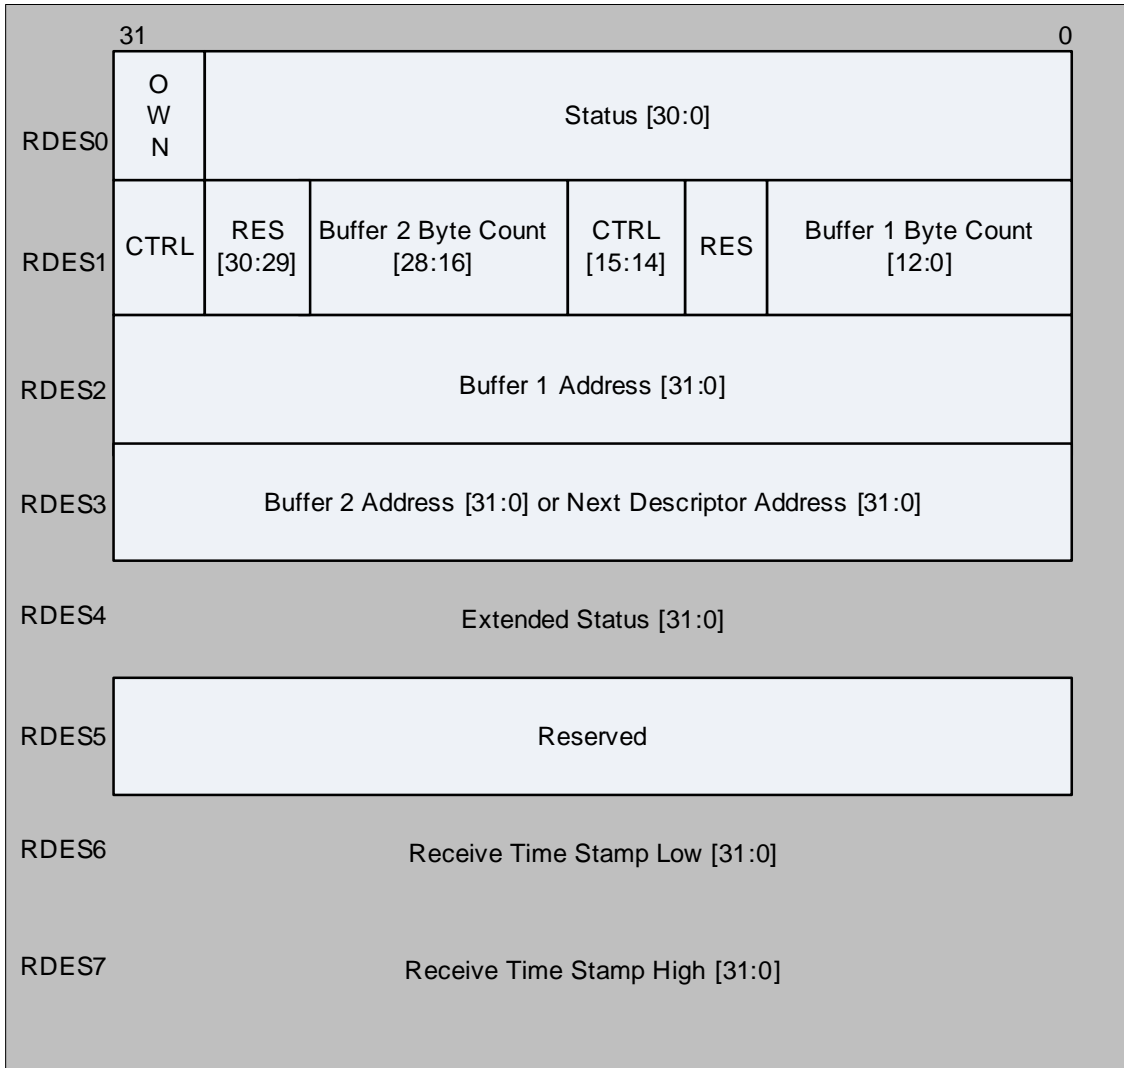 31 0
RDES0
O
W
N
Status [30:0]
RDES1
CTRL
RES
[30:29]
Buffer 2 Byte Count
[28:16]
CTRL
[15:14]
RES
Buffer 1 Byte Count
[12:0]
RDES2
Buffer 1 Address [31:0]
RDES3
Buffer 2 Address [31:0] or Next Descriptor Address [31:0]
RDES4
Extended Status [31:0]
RDES5
Reserved
RDES6
Receive Time Stamp Low [31:0]
RDES7
Receive Time Stamp High [31:0]